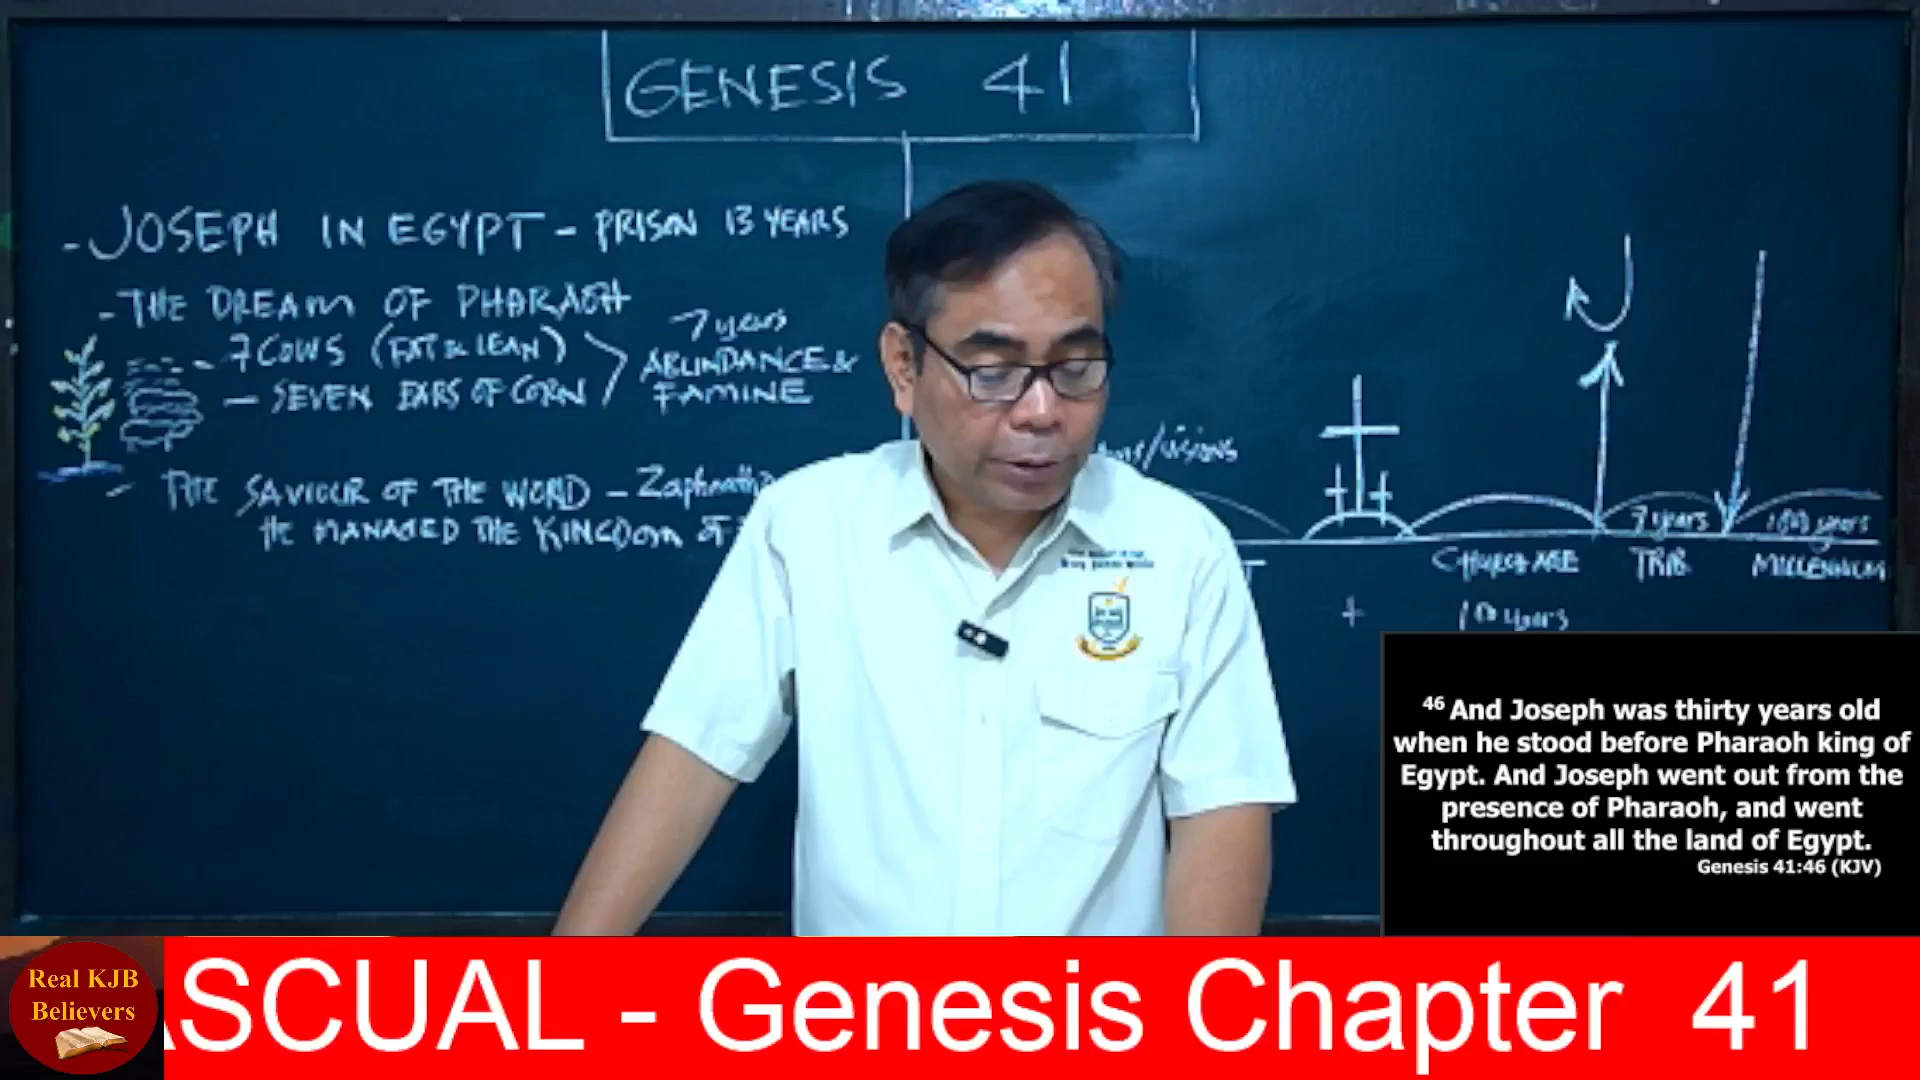 GENESIS 41
- JOSEPH IN EGYPT - PRISON 13 YEARS
- THE DREAM OF PHARAOH
- 7 COWS (FAT & LEAN)
- SEVEN EARS OF CORN
7 years
ABUNDANCE &
FAMINE
- THE SAVIOUR OF THE WORLD - Zaphnath
HE MANAGED THE KINGDOM OF
/visions
7 years
CHURCH AGE
TRIB
MILLENNIUM
+
years
46 And Joseph was thirty years old
when he stood before Pharaoh king of
Egypt. And Joseph went out from the
presence of Pharaoh, and went
throughout all the land of Egypt.
Genesis 41:46 (KJV)
Real KJB
Believers
ASCUAL - Genesis Chapter 41